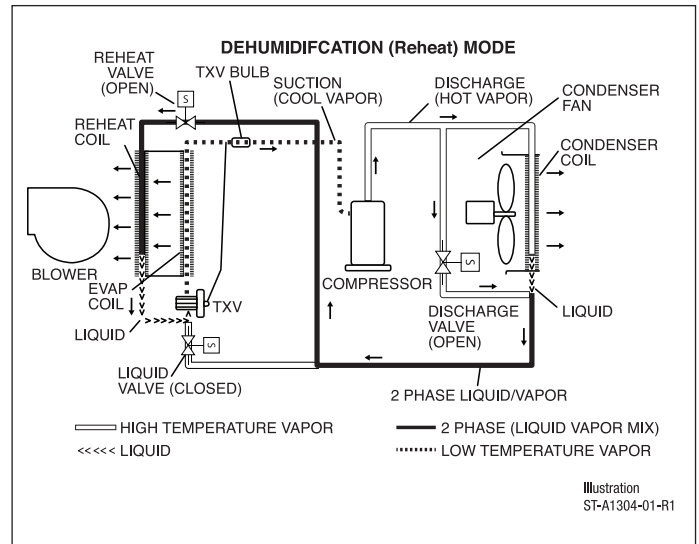 DEHUMIDIFCATION (Reheat) MODE
REHEAT
VALVE
(OPEN)
TXV BULB
SUCTION
(COOL VAPOR)
DISCHARGE
(HOT VAPOR)
CONDENSER
FAN
S
REHEAT
COIL
CONDENSER
COIL
BLOWER
EVAP
COIL
TXV
COMPRESSOR
S
LIQUID
S
LIQUID
VALVE (CLOSED)
DISCHARGE
VALVE
(OPEN)
LIQUID
2 PHASE LIQUID/VAPOR
HIGH TEMPERATURE VAPOR
2 PHASE (LIQUID VAPOR MIX)
<<<<< LIQUID
LOW TEMPERATURE VAPOR
Illustration
ST-A1304-01-R1